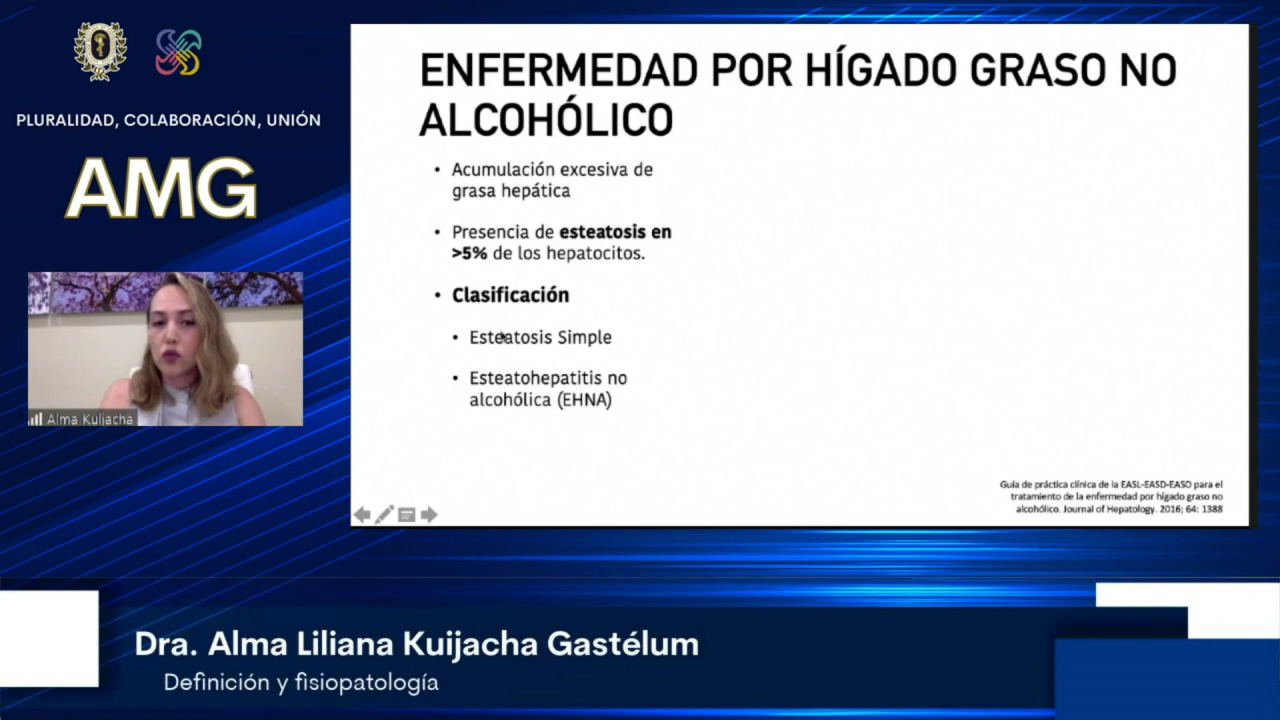 PLURALIDAD, COLABORACIÓN, UNIÓN
AMG
Alma Kuijacha
ENFERMEDAD POR HÍGADO GRASO NO
ALCOHÓLICO
• Acumulación excesiva de
grasa hepática
• Presencia de esteatosis en
>5% de los hepatocitos.
• Clasificación
• Esteatosis Simple
• Esteatohepatitis no
alcohólica (EHNA)
Guía de práctica clínica de la EASL-EASD-EASO para el
tratamiento de la enfermedad por hígado graso no
alcohólico. Journal of Hepatology. 2016; 64: 1388
Dra. Alma Liliana Kuijacha Gastélum
Definición y fisiopatología